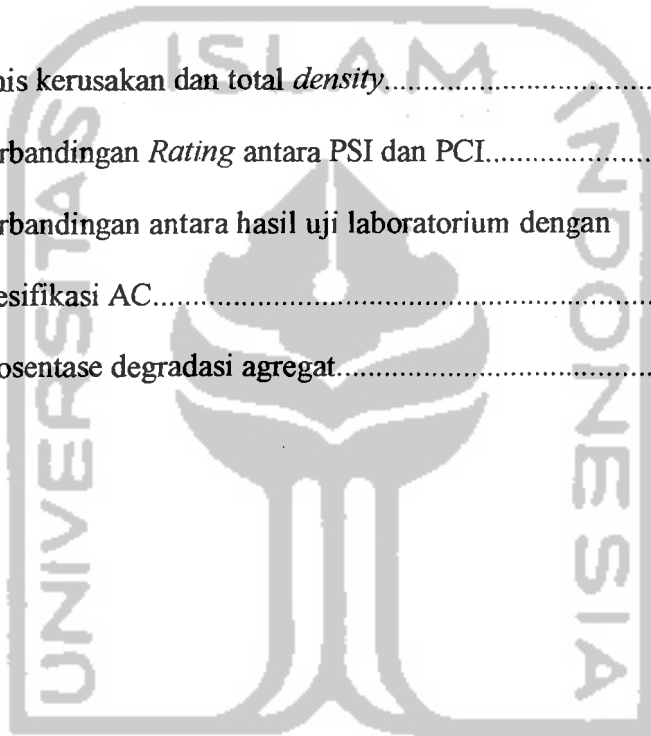 ISLAM
UNIVERSITAS
INDONESIA
nis kerusakan dan total density..............................
rbandingan Rating antara PSI dan PCI.....................
rbandingan antara hasil uji laboratorium dengan
esifikasi AC..........................................................
osentase degradasi agregat...................................